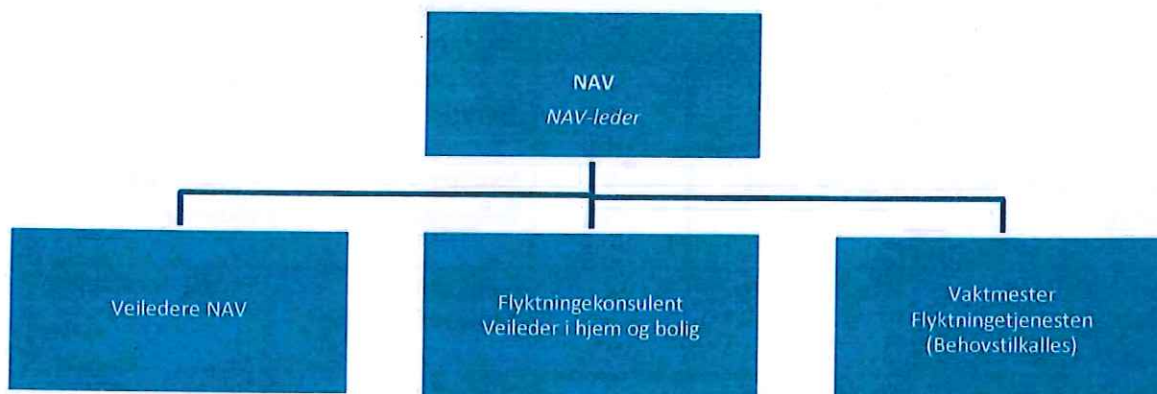 NAV
NAV-leder
Veiledere NAV
Flyktningekonsulent
Veileder i hjem og bolig
Vaktmester
Flyktningetjenesten
(Behovstilkalles)